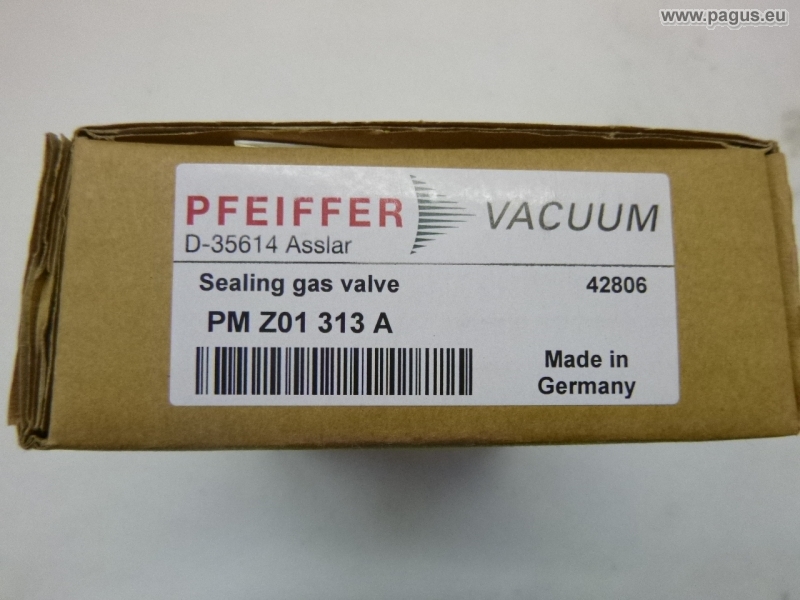 www.pagus.eu
PFEIFFER VACUUM
D-35614 Asslar
Sealing gas valve 42806
PM Z01 313 A
Made in
Germany